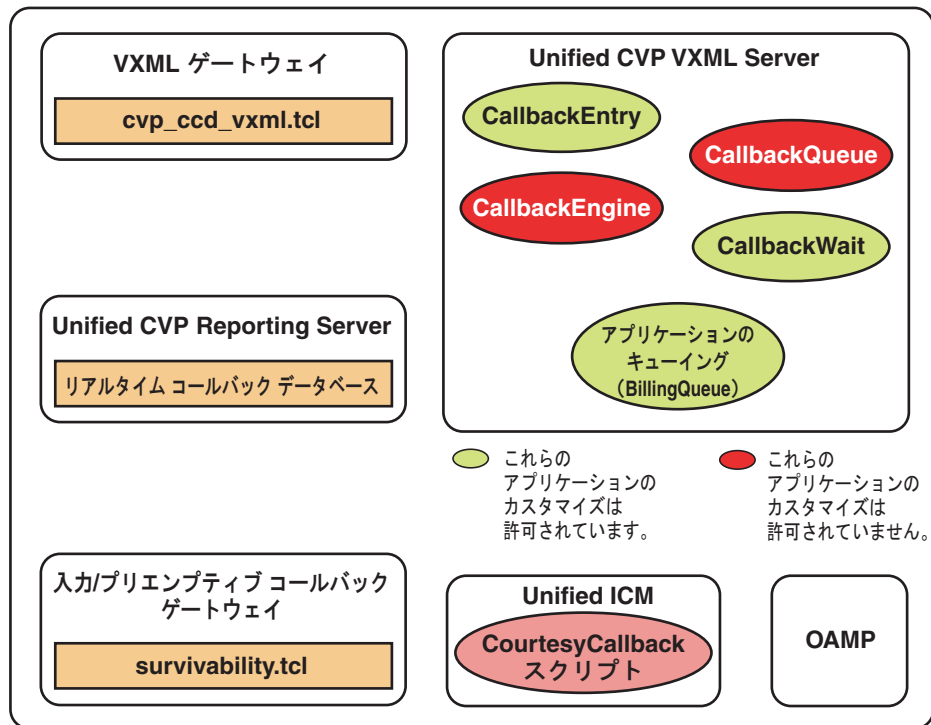 VXML ゲートウェイ
cvp_ccd_vxml.tcl
Unified CVP VXML Server
CallbackEntry
CallbackQueue
CallbackEngine
CallbackWait
アプリケーションの
キューイング
（BillingQueue）
Unified CVP Reporting Server
リアルタイム コールバック データベース
これらの
アプリケーションの
カスタマイズは
許可されています。
これらの
アプリケーションの
カスタマイズは
許可されていません。
入力/プリエンプティブ コールバック
ゲートウェイ
survivability.tcl
Unified ICM
CourtesyCallback
スクリプト
OAMP